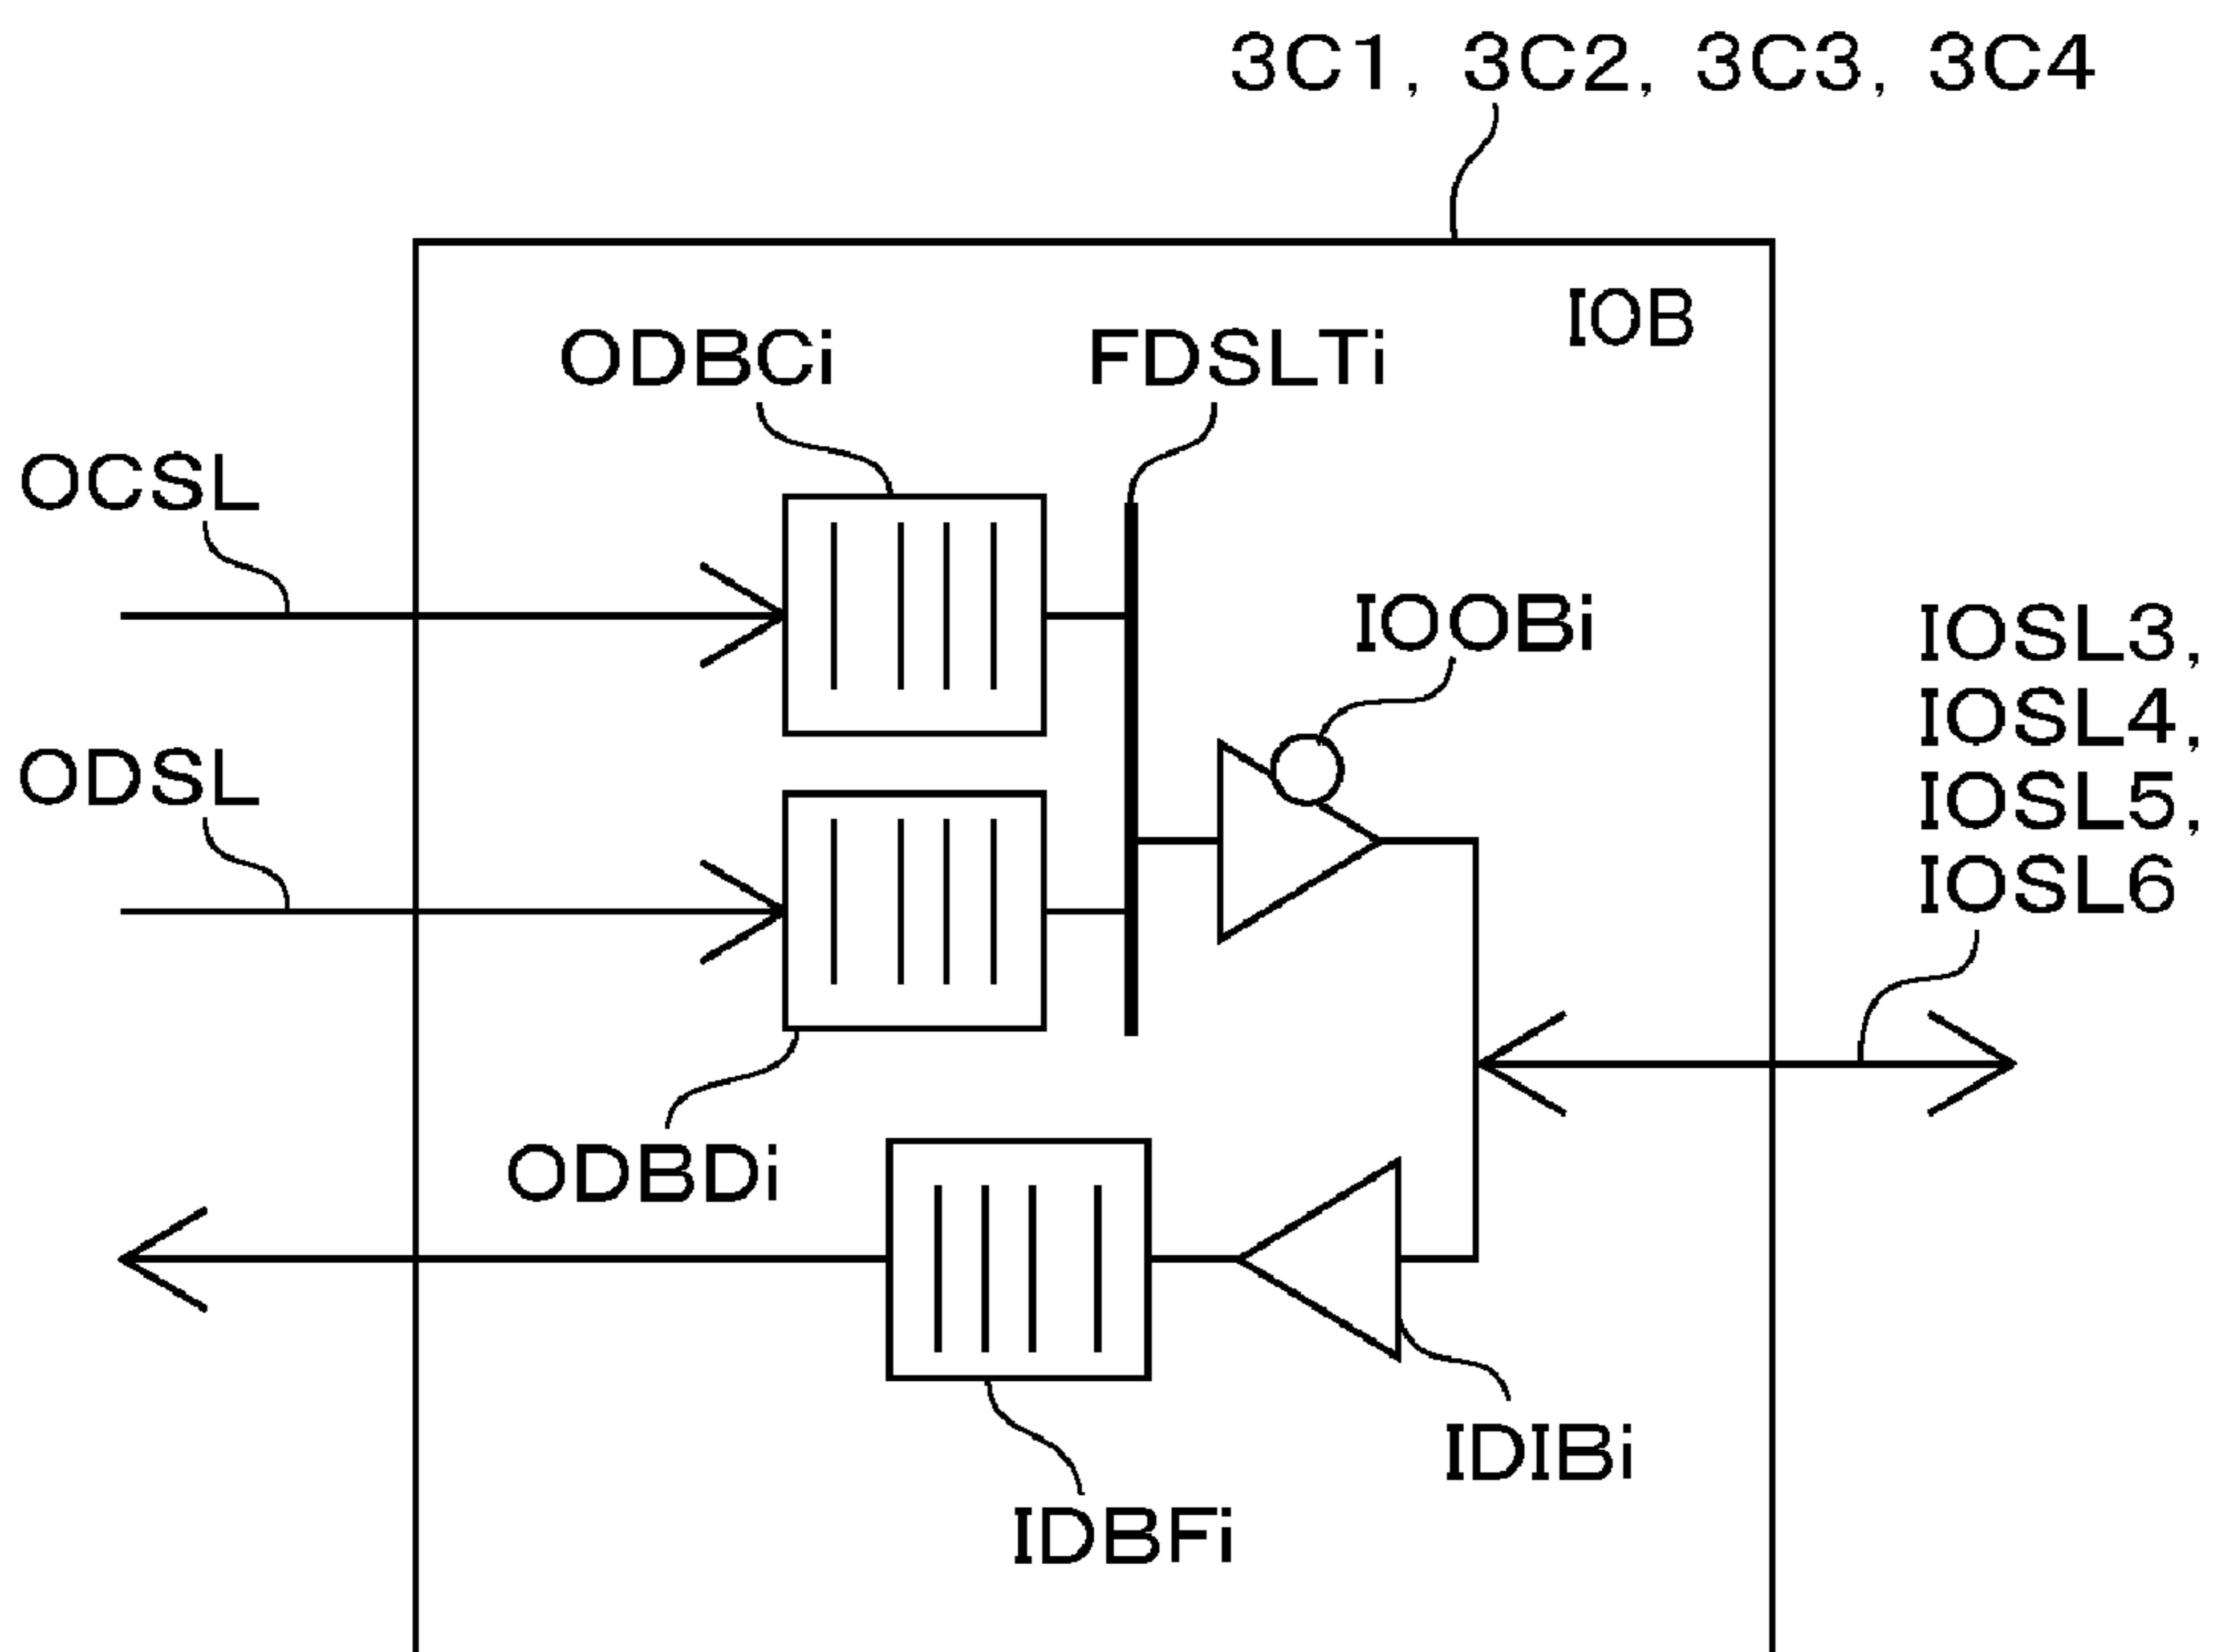 3C1, 3C2, 3C3, 3C4
IOB
ODBCi
FDSLTi
OCSL
IOOBi
IOSL3,
IOSL4,
IOSL5,
IOSL6
ODSL
ODBDi
IDIBi
IDBFi